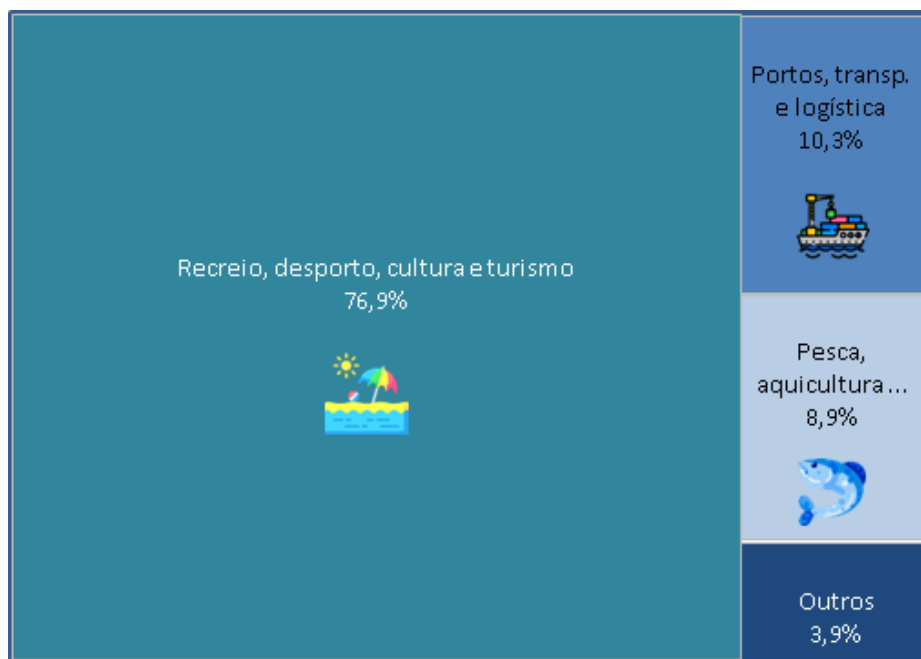 Recreio, desporto, cultura e turismo
76,9%
Portos, transp.
e logística
10,3%
Pesca,
aquicultura...
8,9%
Outros
3,9%